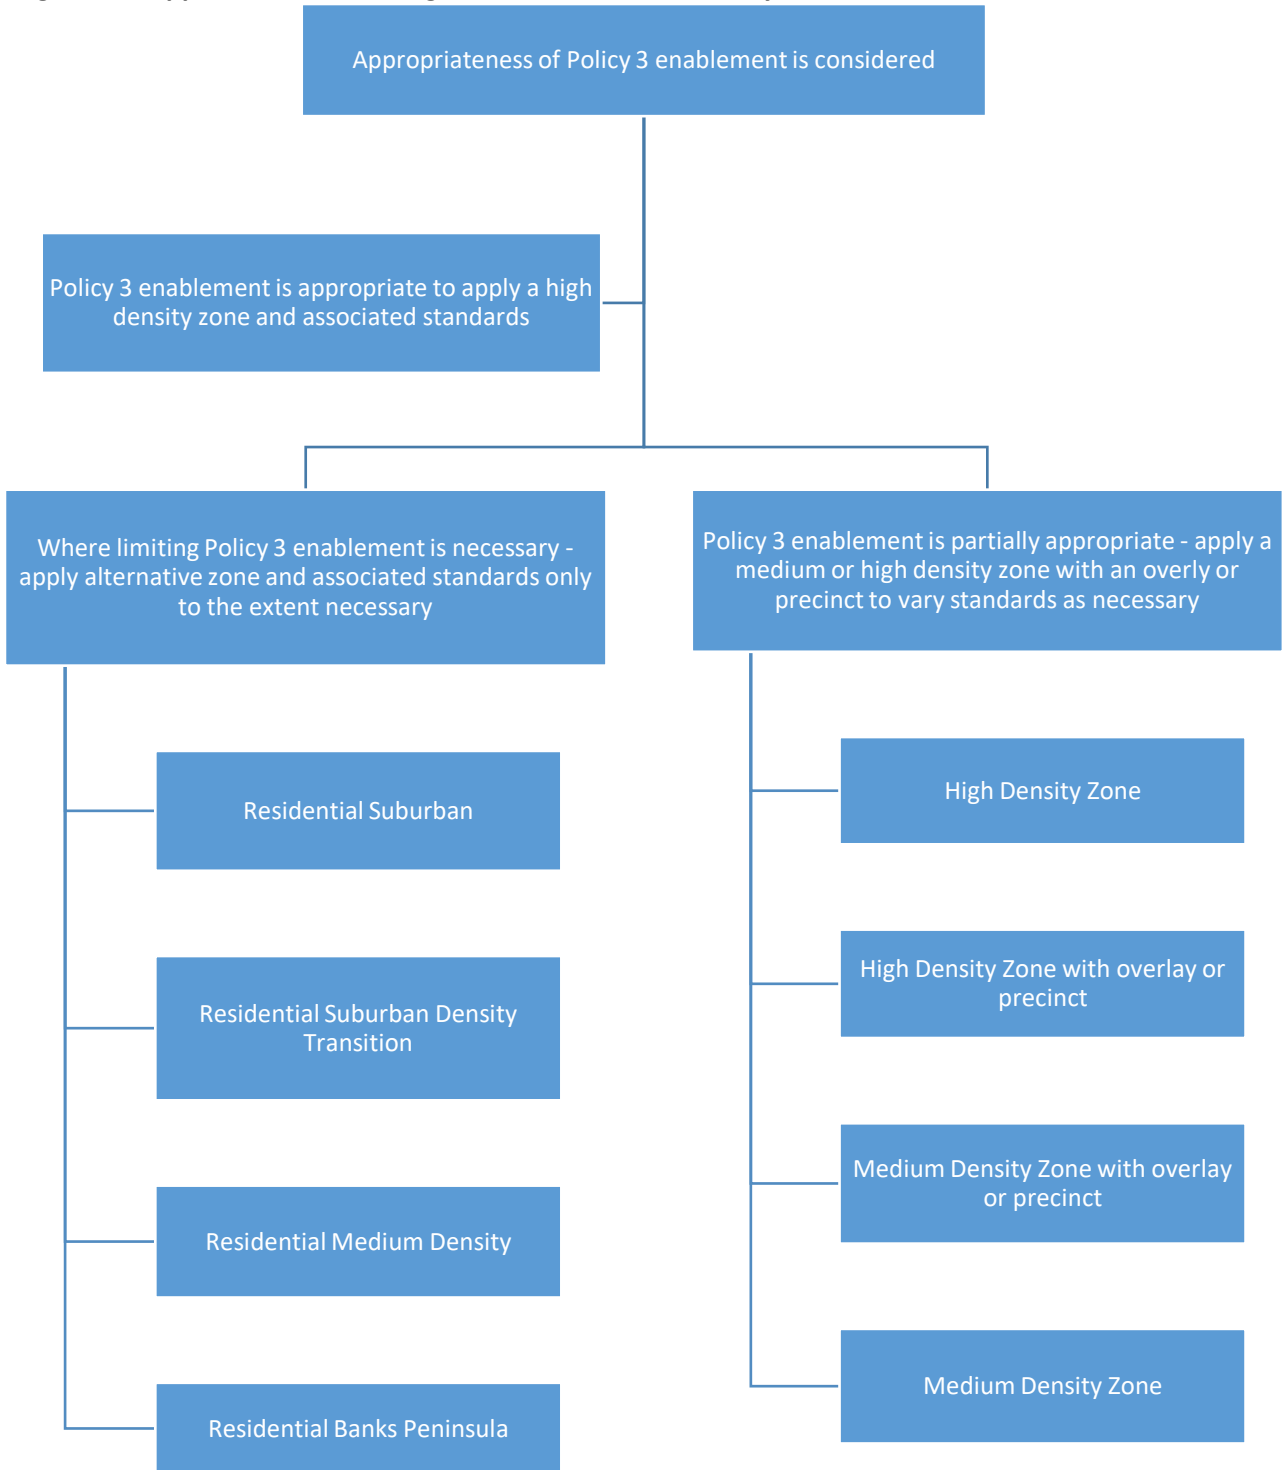 Appropriateness of Policy 3 enablement is considered
Policy 3 enablement is appropriate to apply a high
density zone and associated standards
Where limiting Policy 3 enablement is necessary -
apply alternative zone and associated standards only
to the extent necessary
Policy 3 enablement is partially appropriate - apply a
medium or high density zone with an overly or
precinct to vary standards as necessary
Residential Suburban
Residential Suburban Density
Transition
Residential Medium Density
Residential Banks Peninsula
High Density Zone
High Density Zone with overlay or
precinct
Medium Density Zone with overlay
or precinct
Medium Density Zone